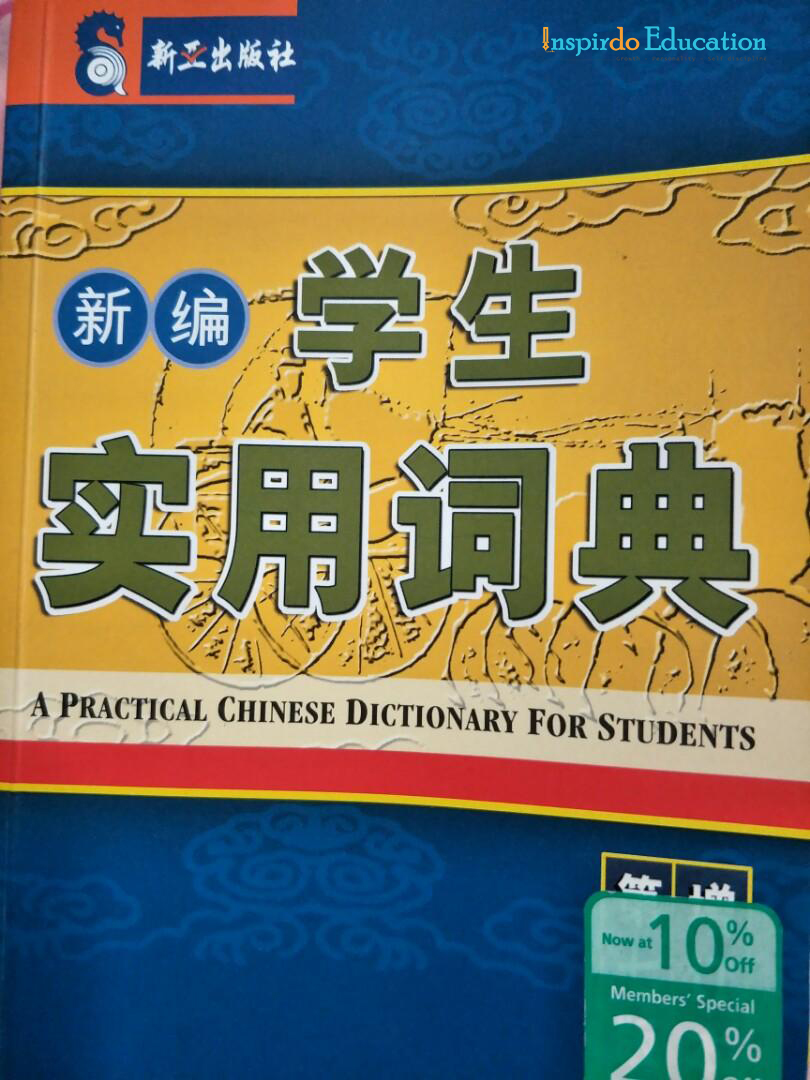 新亚出版社
Inspirdo Education
新编 学生
实用词典
A PRACTICAL CHINESE DICTIONARY FOR STUDENTS
Now at 10% Off
Members' Special
20%